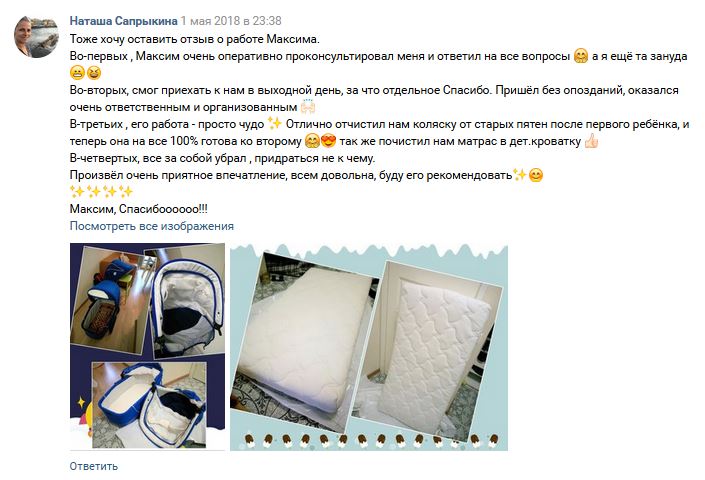 Наташа Сапрыкина 1 мая 2018 в 23:38
Тоже хочу оставить отзыв о работе Максима.
Во-первых , Максим очень оперативно проконсультировал меня и ответил на все вопросы 🤗 а я ещё та зануда
😁😆
Во-вторых, смог приехать к нам в выходной день, за что отдельное Спасибо. Пришёл без опозданий, оказался
очень ответственным и организованным 🙌🏻
В-третьих , его работа - просто чудо ✨ Отлично отчистил нам коляску от старых пятен после первого ребёнка, и
теперь она на все 100% готова ко второму 🤗😍 так же почистил нам матрас в дет.кроватку 👍🏻
В-четвертых, все за собой убрал , придраться не к чему.
Произвёл очень приятное впечатление, всем довольна, буду его рекомендовать✨😊
✨✨✨✨
Максим, Спасибоооооо!!!
Посмотреть все изображения
Ответить